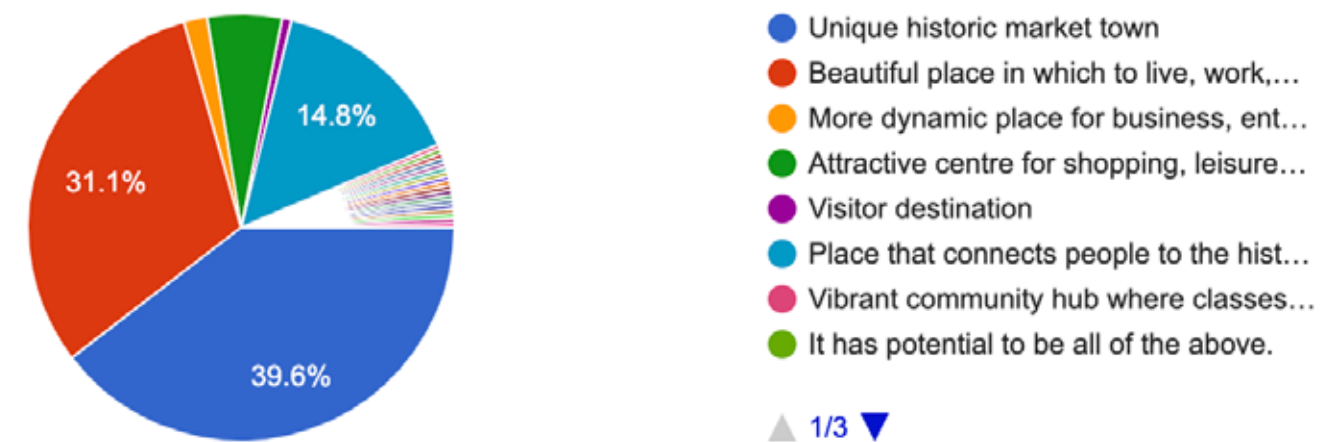 14.8%
31.1%
39.6%
Unique historic market town
Beautiful place in which to live, work,...
More dynamic place for business, ent...
Attractive centre for shopping, leisure...
Visitor destination
Place that connects people to the hist...
Vibrant community hub where classes...
It has potential to be all of the above.
1/3